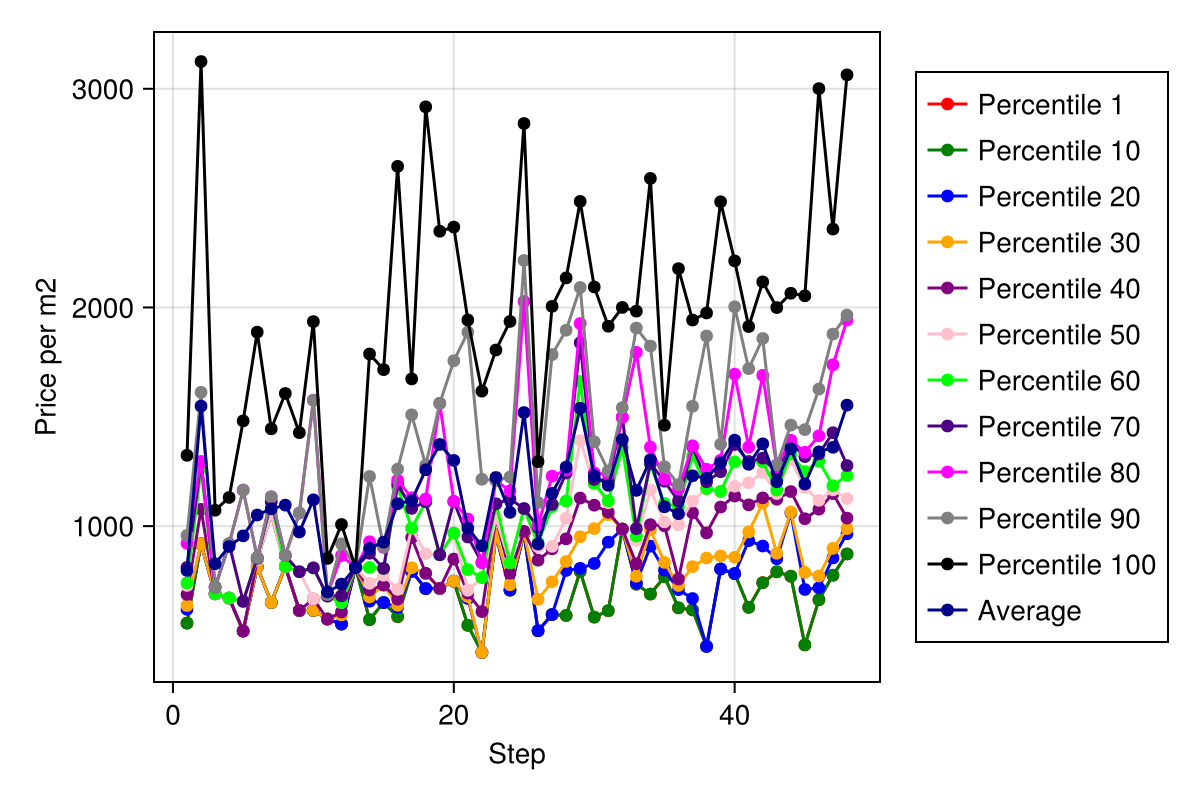 3000
2000
1000
Price per m2
0
20
40
Step
Percentile 1
Percentile 10
Percentile 20
Percentile 30
Percentile 40
Percentile 50
Percentile 60
Percentile 70
Percentile 80
Percentile 90
Percentile 100
Average